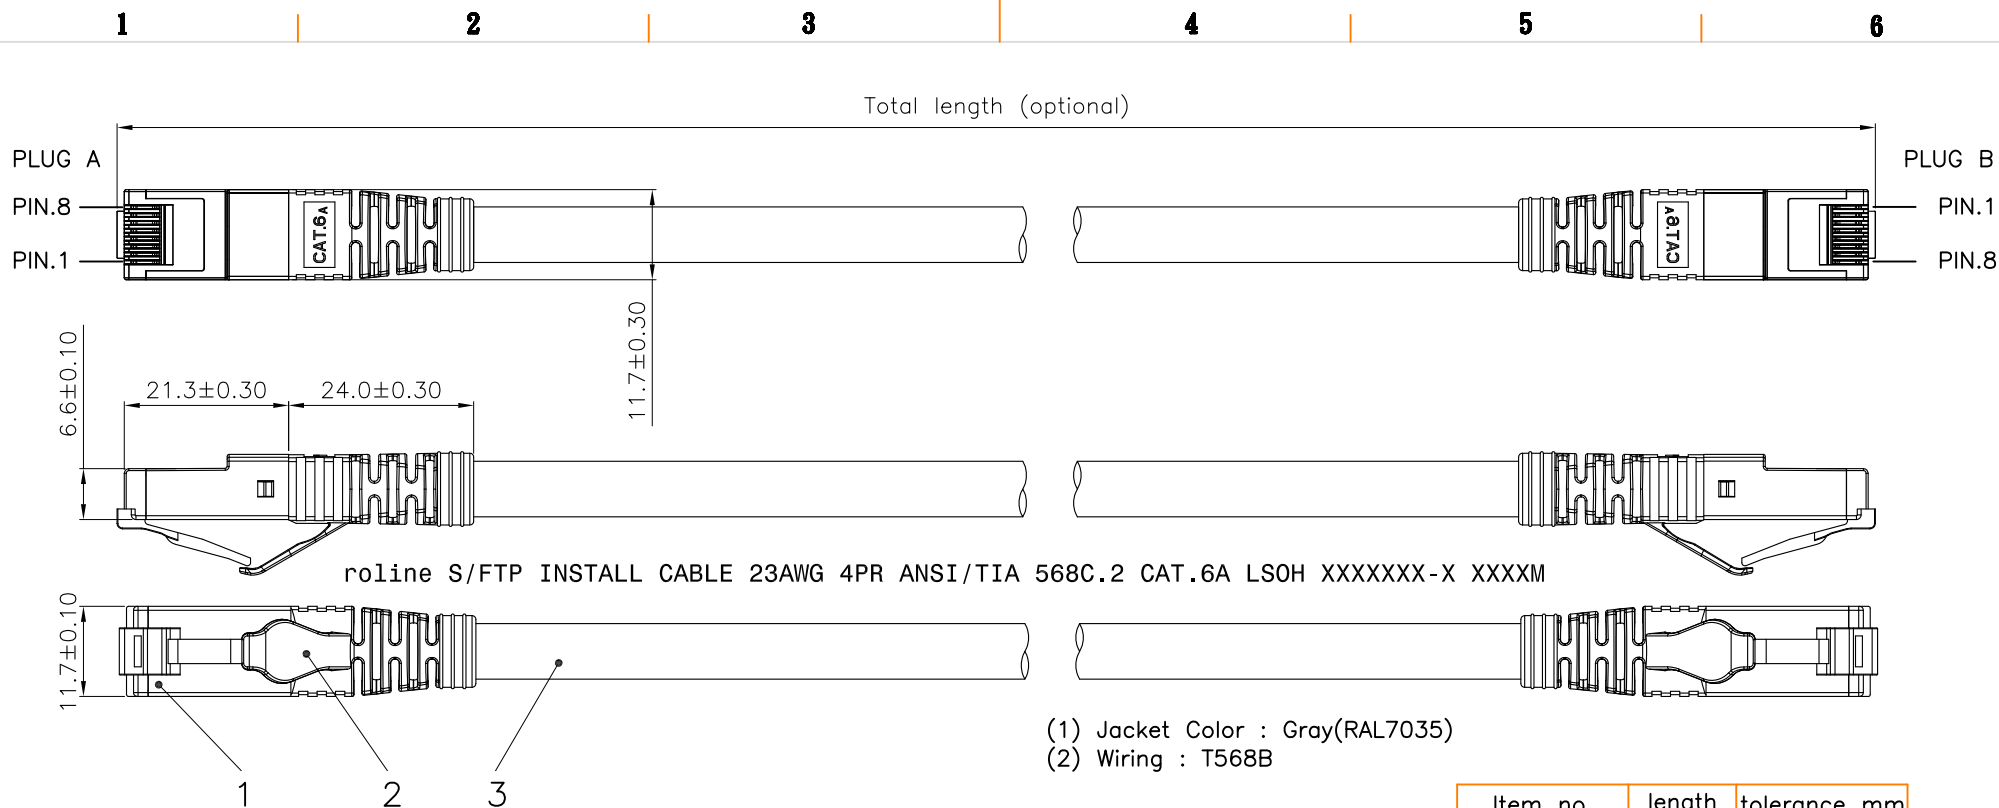 1 2 3 4 5 6
Total length (optional)
PLUG A
PLUG B
PIN.8
PIN.1
CAT.6A
CAT.6A
PIN.1
PIN.8
11.7±0.30
6.6±0.10
21.3±0.30
24.0±0.30
roline S/FTP INSTALL CABLE 23AWG 4PR ANSI/TIA 568C.2 CAT.6A LSOH XXXXXXX-X XXXXM
11.7±0.10
(1) Jacket Color : Gray(RAL7035)
(2) Wiring : T568B
1 2 3
Item no. length tolerance mm